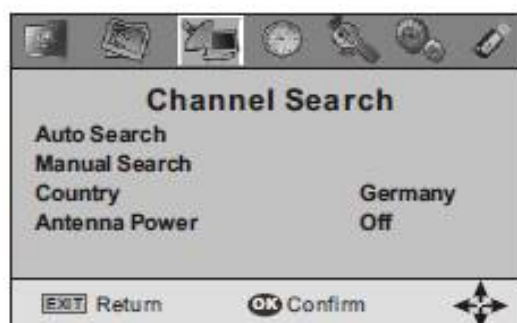 Channel Search
Auto Search
Manual Search
Country Germany
Antenna Power Off
EXIT Return OK Confirm